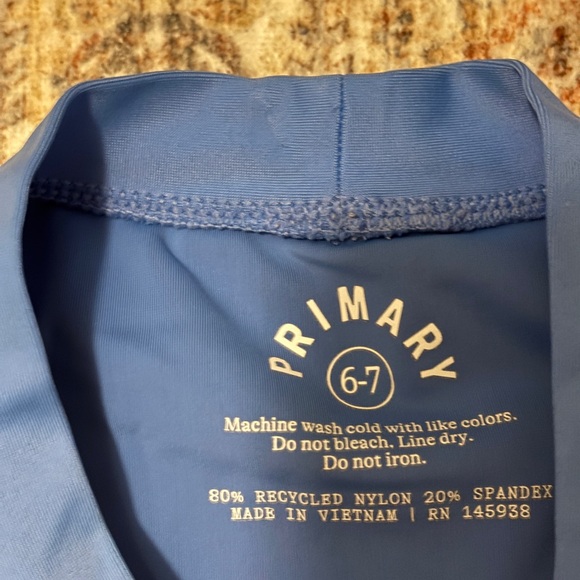 PRIMARY
6-7
Machine wash cold with like colors.
Do not bleach. Line dry.
Do not iron.
80% RECYCLED NYLON 20% SPANDEX
MADE IN VIETNAM | RN 145938